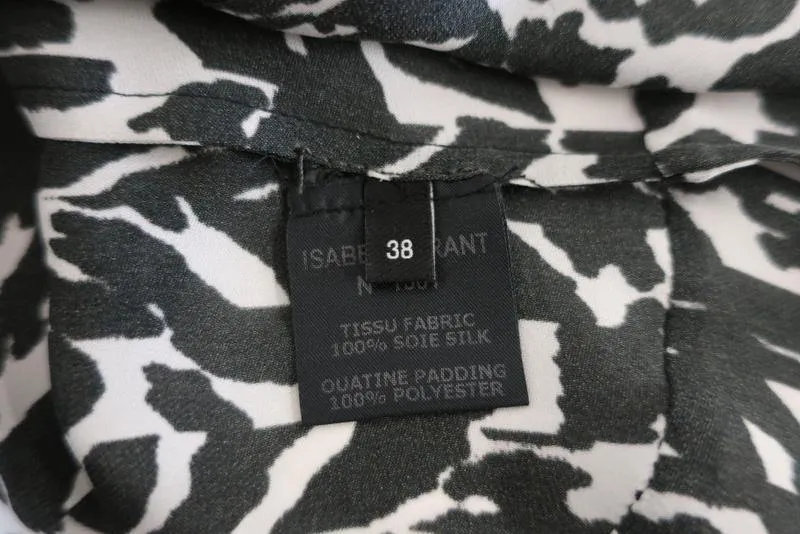 ISABE RANT
38
N°
TISSU FABRIC
100% SOIE SILK
OUATINE PADDING
100% POLYESTER